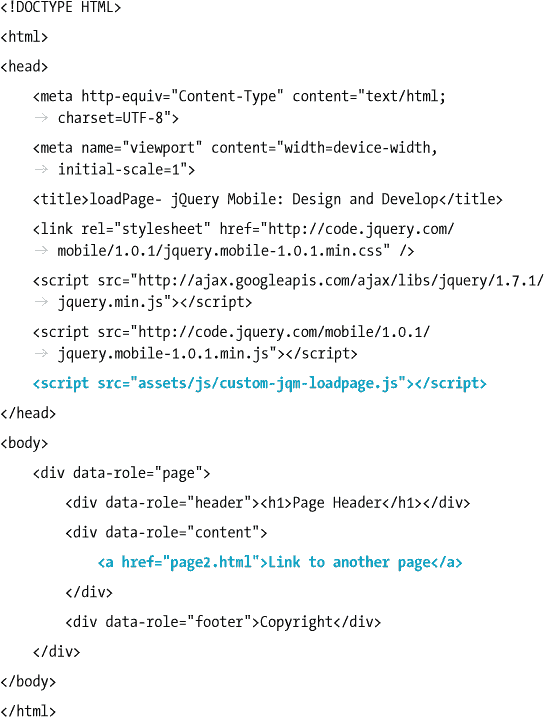 <!DOCTYPE HTML>
<html>
<head>
<meta http-equiv="Content-Type" content="text/html;
→ charset=UTF-8">
<meta name="viewport" content="width=device-width,
→ initial-scale=1">
<title>loadPage- jQuery Mobile: Design and Develop</title>
<link rel="stylesheet" href="http://code.jquery.com/
→ mobile/1.0.1/jquery.mobile-1.0.1.min.css" />
<script src="http://ajax.googleapis.com/ajax/libs/jquery/1.7.1/
→ jquery.min.js"></script>
<script src="http://code.jquery.com/mobile/1.0.1/
→ jquery.mobile-1.0.1.min.js"></script>
<script src="assets/js/custom-jqm-loadpage.js"></script>
</head>
<body>
<div data-role="page">
<div data-role="header"><h1>Page Header</h1></div>
<div data-role="content">
<a href="page2.html">Link to another page</a>
</div>
<div data-role="footer">Copyright</div>
</div>
</body>
</html>